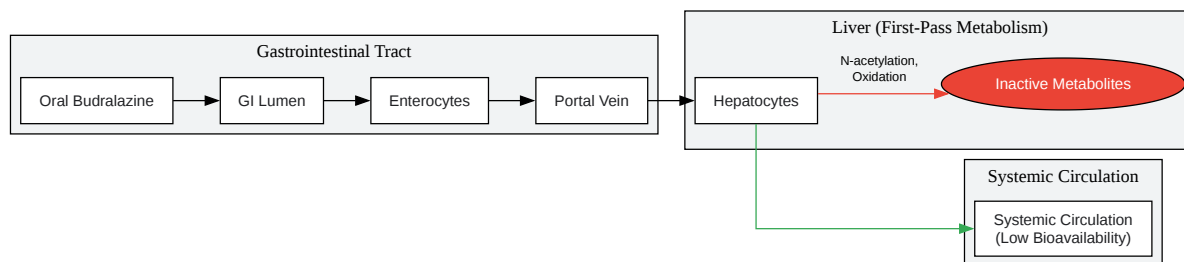 Gastrointestinal Tract
Oral Budralazine
GI Lumen
Enterocytes
Portal Vein
Liver (First-Pass Metabolism)
Hepatocytes
N-acetylation,
Oxidation
Inactive Metabolites
Systemic Circulation
Systemic Circulation
(Low Bioavailability)